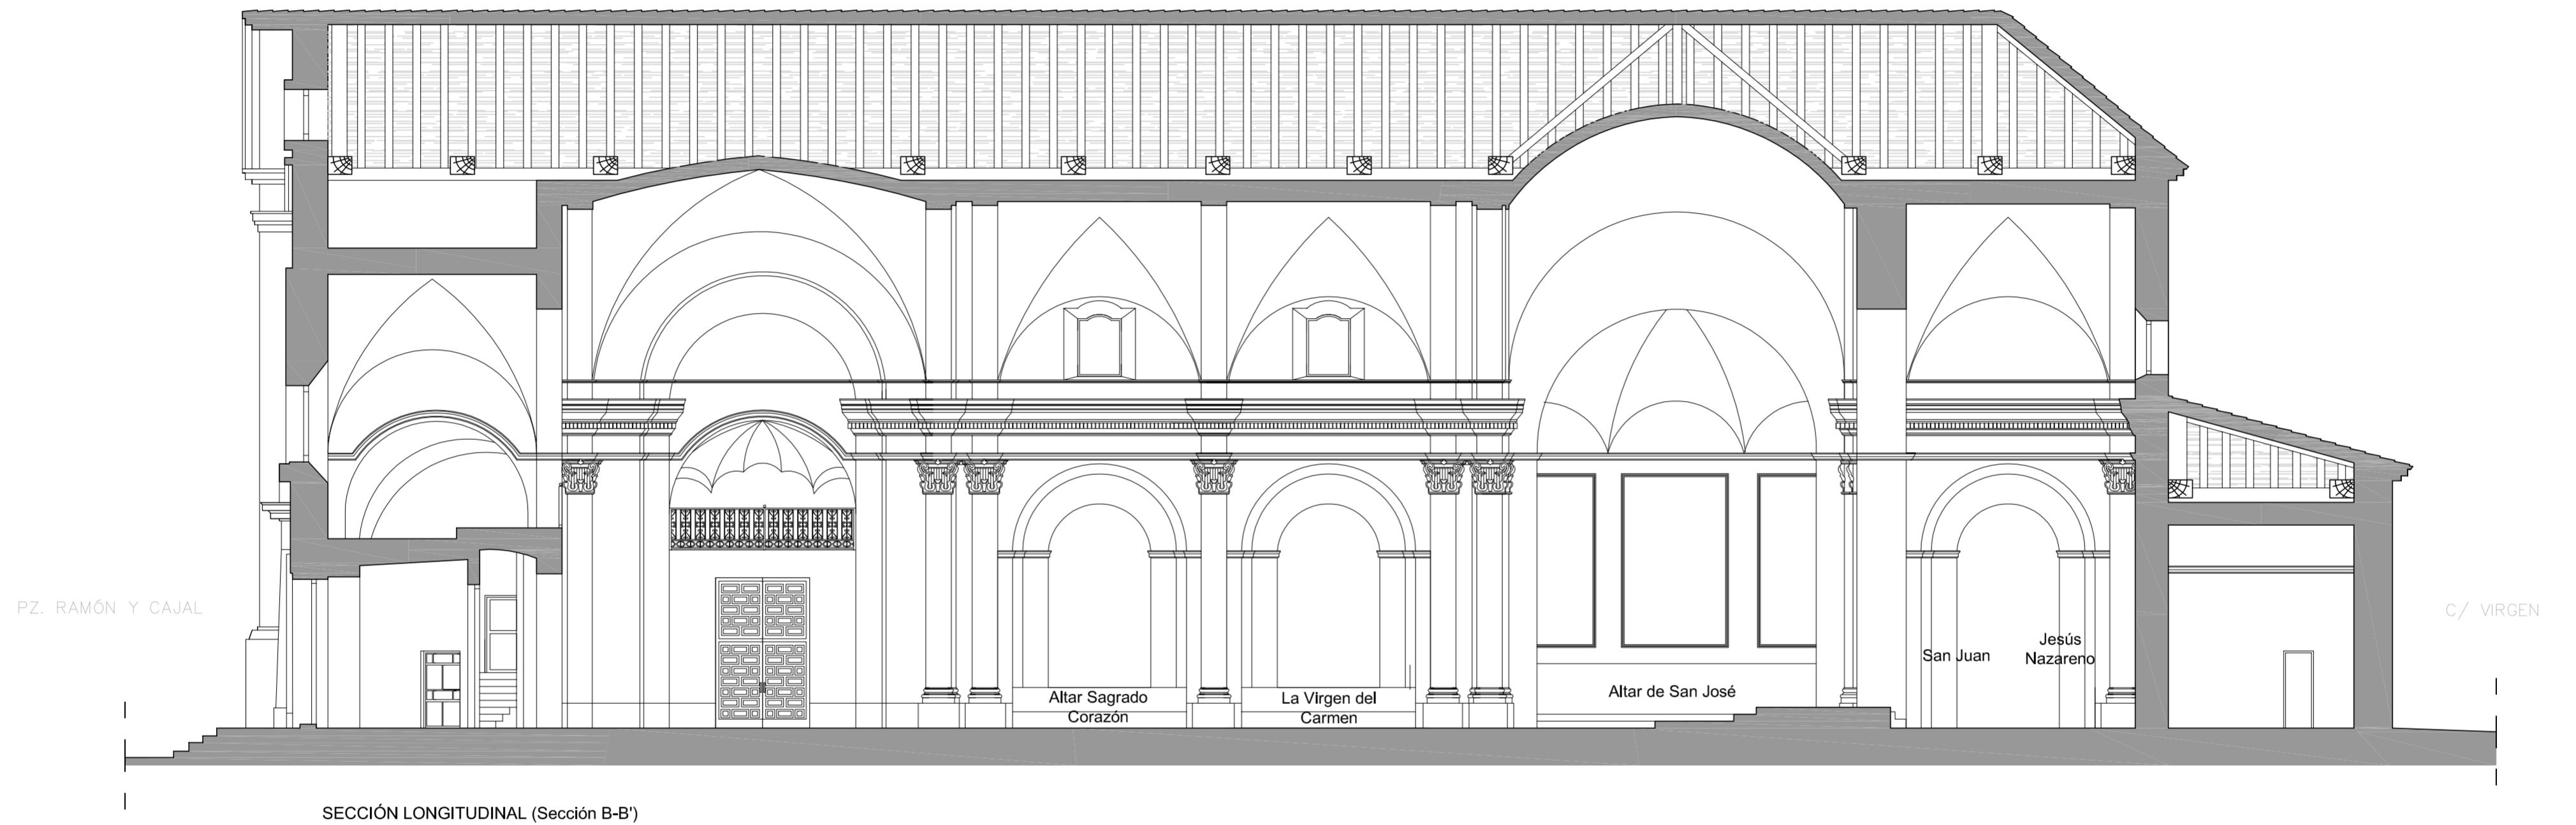 PZ. RAMÓN Y CAJAL
C/ VIRGEN
Altar Sagrado
Corazón
La Virgen del
Carmen
Altar de San José
San Juan
Jesús
Nazareno
SECCIÓN LONGITUDINAL (Sección B-B')